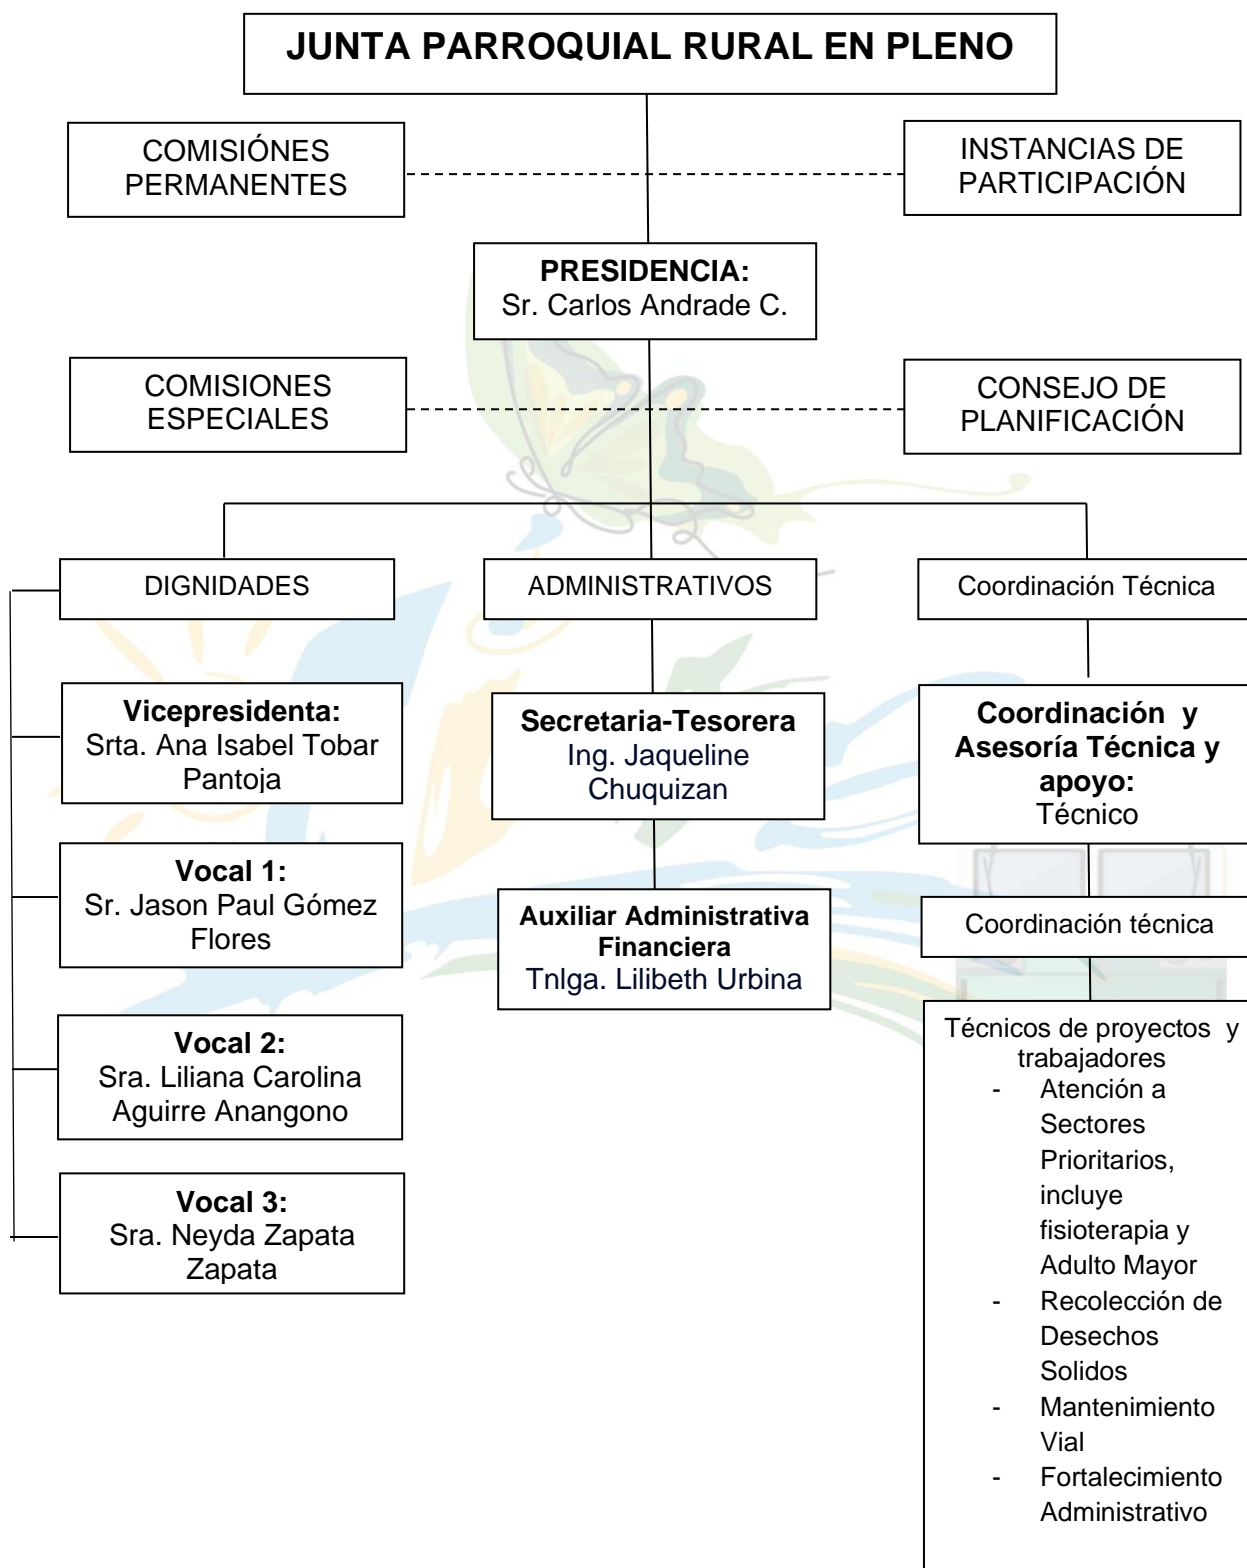 JUNTA PARROQUIAL RURAL EN PLENO
COMISIÓNES
PERMANENTES
INSTANCIAS DE
PARTICIPACIÓN
PRESIDENCIA:
Sr. Carlos Andrade C.
COMISIONES
ESPECIALES
CONSEJO DE
PLANIFICACIÓN
DIGNIDADES
ADMINISTRATIVOS
Coordinación Técnica
Vicepresidenta:
Srta. Ana Isabel Tobar
Pantoja
Vocal 1:
Sr. Jason Paul Gómez
Flores
Vocal 2:
Sra. Liliana Carolina
Aguirre Anangono
Vocal 3:
Sra. Neyda Zapata
Zapata
Secretaria-Tesorera
Ing. Jaqueline
Chuquizan
Auxiliar Administrativa
Financiera
Tnlga. Lilibeth Urbina
Coordinación y
Asesoría Técnica y
apoyo:
Técnico
Coordinación técnica
Técnicos de proyectos y
trabajadores
- Atención a
Sectores
Prioritarios,
incluye
fisioterapia y
Adulto Mayor
- Recolección de
Desechos
Solidos
- Mantenimiento
Vial
- Fortalecimiento
Administrativo